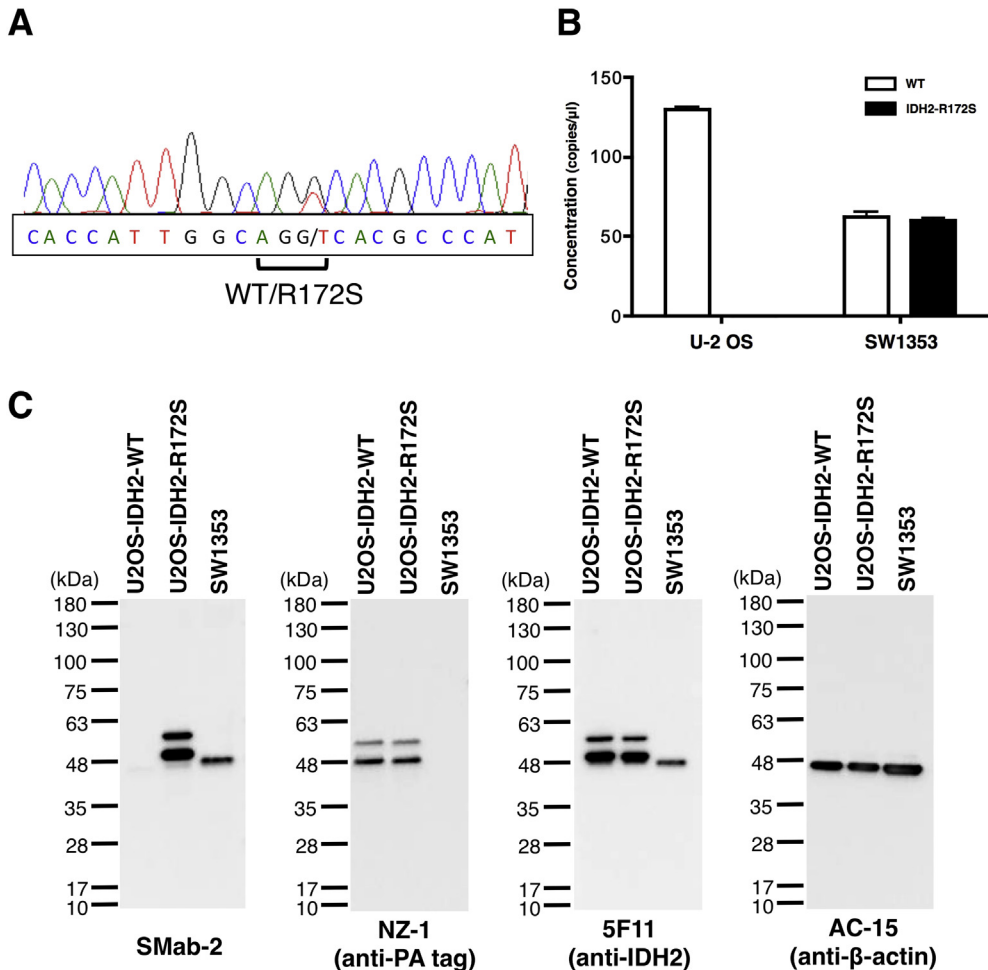 A
CACCATTGGCAGG/TCACGCCCAT
WT/R172S
B
Concentration (copies/µl)
150
100
50
0
WT
IDH2-R172S
U-2 OS
SW1353
C
U2OS-IDH2-WT
U2OS-IDH2-R172S
SW1353
(kDa)
180
130
100
75
63
48
35
28
17
10
SMab-2
U2OS-IDH2-WT
U2OS-IDH2-R172S
SW1353
(kDa)
180
130
100
75
63
48
35
28
17
10
NZ-1
(anti-PA tag)
U2OS-IDH2-WT
U2OS-IDH2-R172S
SW1353
(kDa)
180
130
100
75
63
48
35
28
17
10
5F11
(anti-IDH2)
U2OS-IDH2-WT
U2OS-IDH2-R172S
SW1353
(kDa)
180
130
100
75
63
48
35
28
17
10
AC-15
(anti-β-actin)